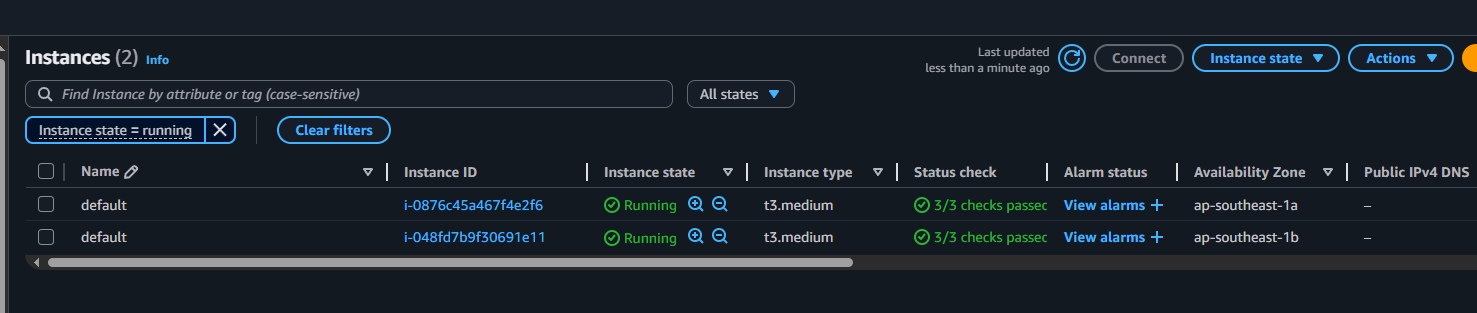 Instances (2) Info
Last updated
less than a minute ago
Connect
Instance state
Actions
Find Instance by attribute or tag (case-sensitive)
All states
Instance state = running
Clear filters
Name Instance ID Instance state Instance type Status check Alarm status Availability Zone Public IPv4 DNS
default i-0876c45a467f4e2f6 Running t3.medium 3/3 checks passec View alarms + ap-southeast-1a –
default i-048fd7b9f30691e11 Running t3.medium 3/3 checks passec View alarms + ap-southeast-1b –